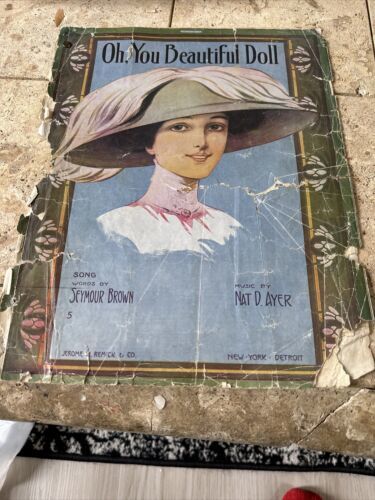 Oh, You Beautiful Doll
SONG
WORDS BY
SEYMOUR BROWN
MUSIC BY
NAT D. AYER
5
JEROME H. REMICK & CO.
NEW-YORK-DETROIT